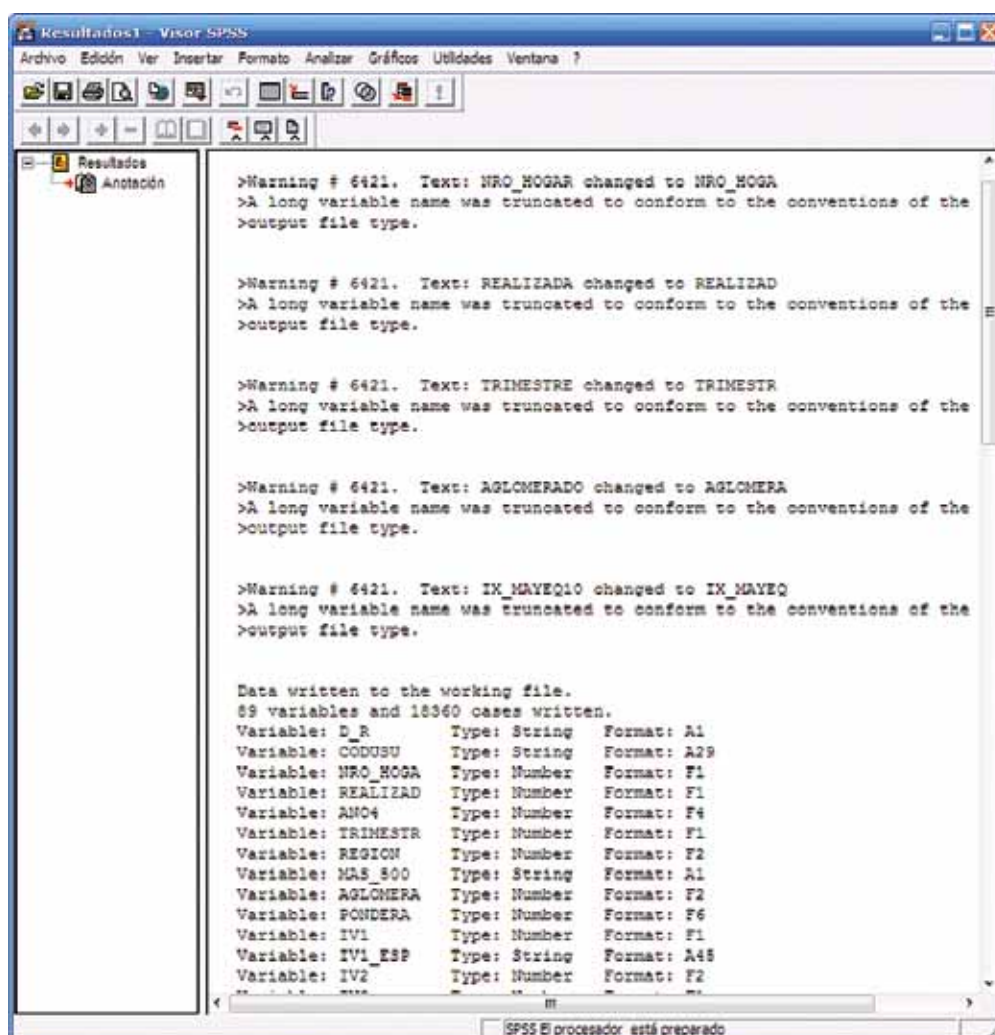 Resultados1 - Visor SPSS
Archivo Edición Ver Insertar Formato Analizar Gráficos Utilidades Ventana ?
Resultados
Anotación
>Warning # 6421. Text: NRO_HOGAR changed to NRO_HOGA
>A long variable name was truncated to conform to the conventions of the
>output file type.
>Warning # 6421. Text: REALIZADA changed to REALIZAD
>A long variable name was truncated to conform to the conventions of the
>output file type.
>Warning # 6421. Text: TRIMESTRE changed to TRIMESTR
>A long variable name was truncated to conform to the conventions of the
>output file type.
>Warning # 6421. Text: AGLOMERADO changed to AGLOMERA
>A long variable name was truncated to conform to the conventions of the
>output file type.
>Warning # 6421. Text: IX_MAYEQ10 changed to IX_MAYEQ
>A long variable name was truncated to conform to the conventions of the
>output file type.
Data written to the working file.
89 variables and 18360 cases written.
Variable: D_R Type: String Format: A1
Variable: CODUSU Type: String Format: A29
Variable: NRO_HOGA Type: Number Format: F1
Variable: REALIZAD Type: Number Format: F1
Variable: ANO4 Type: Number Format: F4
Variable: TRIMESTR Type: Number Format: F1
Variable: REGION Type: Number Format: F2
Variable: MAS_500 Type: String Format: A1
Variable: AGLOMERA Type: Number Format: F2
Variable: PONDERA Type: Number Format: F6
Variable: IV1 Type: Number Format: F1
Variable: IV1_ESP Type: String Format: A45
Variable: IV2 Type: Number Format: F2
SPSS El procesador está preparado